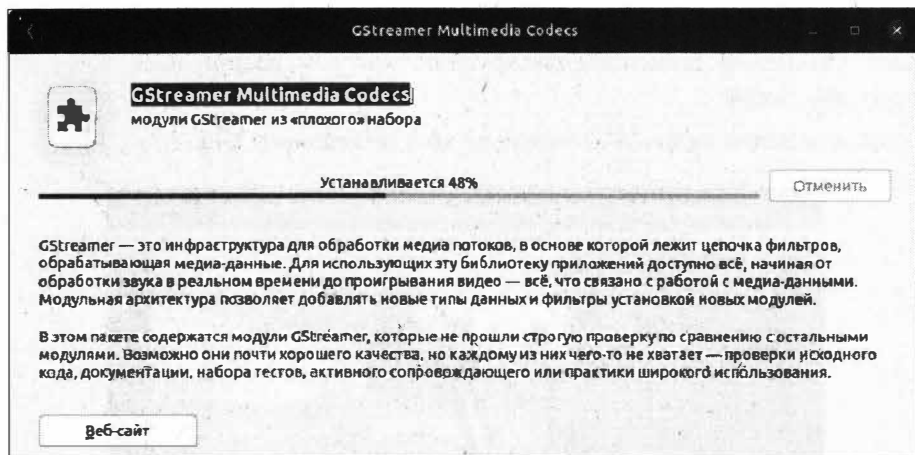 GStreamer Multimedia Codecs
GStreamer Multimedia Codecs
модули GStreamer из «плохого» набора
Устанавливается 48%
Отменить
GStreamer — это инфраструктура для обработки медиа потоков, в основе которой лежит цепочка фильтров,
обрабатывающая медиа-данные. Для использующих эту библиотеку приложений доступно всё, начиная от
обработки звука в реальном времени до проигрывания видео — всё, что связано с работой с медиа-данными.
Модульная архитектура позволяет добавлять новые типы данных и фильтры установкой новых модулей.
В этом пакете содержатся модули GStreamer, которые не прошли строгую проверку по сравнению с остальными
модулями. Возможно они почти хорошего качества, но каждому из них чего-то не хватает — проверки исходного
кода, документации, набора тестов, активного сопровождающего или практики широкого использования.
Веб-сайт